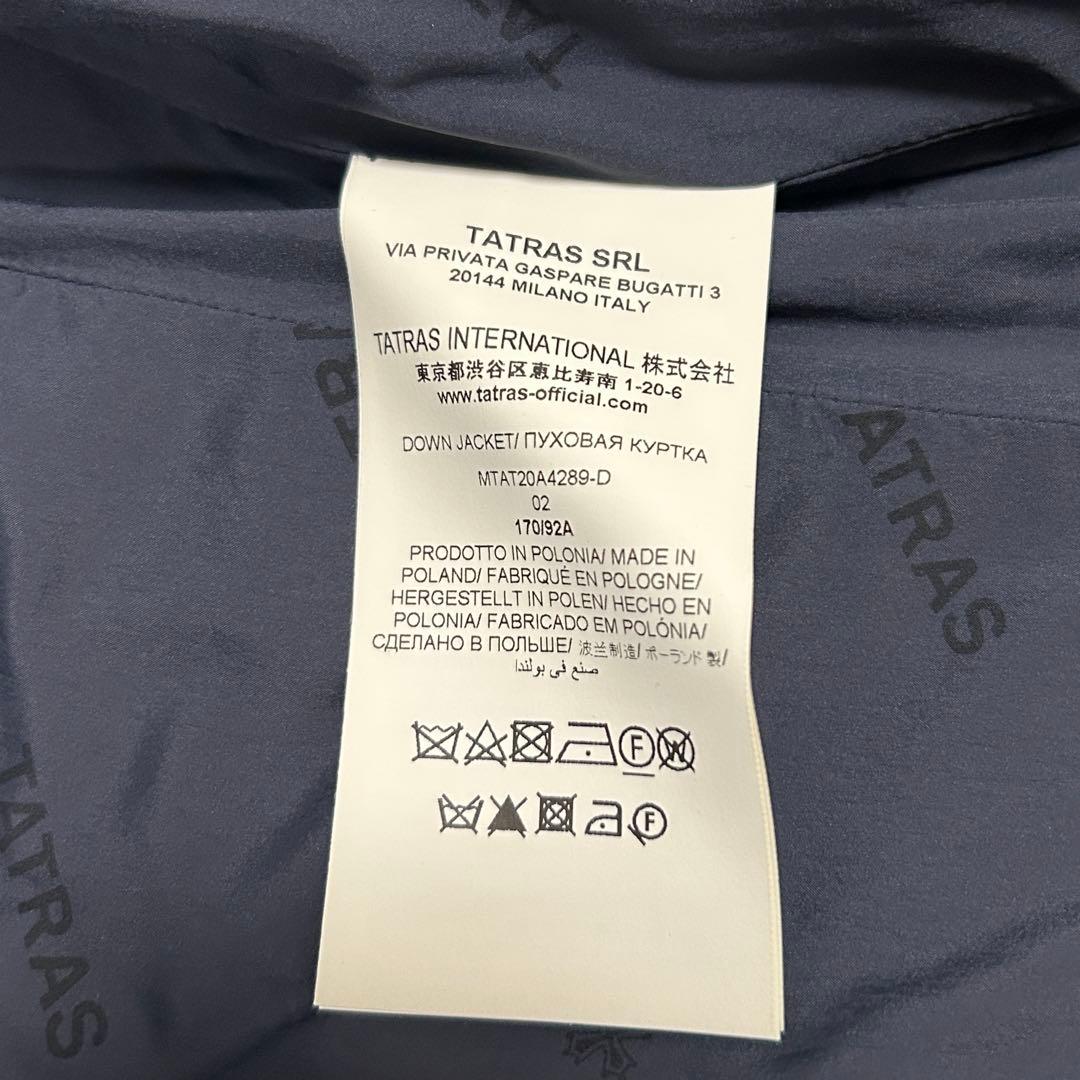 TATRAS SRL
VIA PRIVATA GASPARE BUGATTI 3
20144 MILANO ITALY
TATRAS INTERNATIONAL 株式会社
東京都渋谷区恵比寿南 1-20-6
www.tatras-official.com
DOWN JACKET/ ПУХОВАЯ КУРТКА
MTAT20A4289-D
02
170/92A
PRODOTTO IN POLONIA/ MADE IN
POLAND/ FABRIQUÉ EN POLOGNE/
HERGESTELLT IN POLEN/ HECHO EN
POLONIA/ FABRICADO EM POLÓNIA/
СДЕЛАНО В ПОЛЬШЕ/ 波兰制造/ ポーランド 製/
صنع في بولندا
F W
F
TATRAS
TATRAS